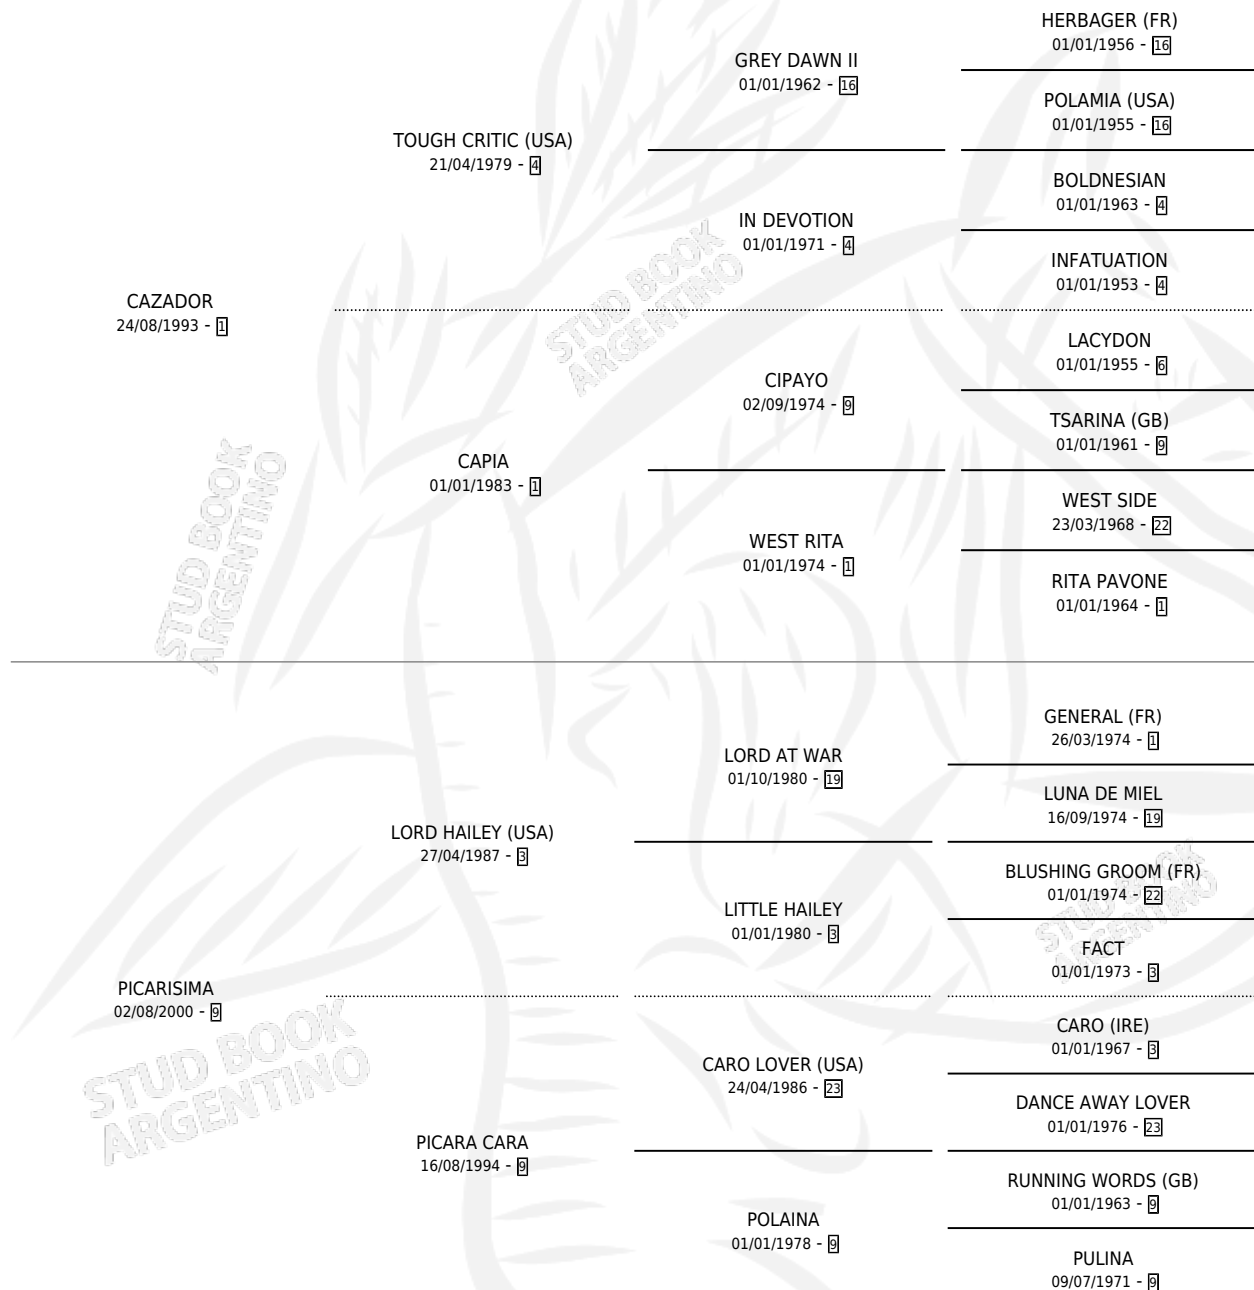 HERBAGER (FR)
01/01/1956 - 16
GREY DAWN II
01/01/1962 - 16
POLAMIA (USA)
01/01/1955 - 16
TOUGH CRITIC (USA)
21/04/1979 - 4
BOLDNESIAN
01/01/1963 - 4
IN DEVOTION
01/01/1971 - 4
INFATUATION
01/01/1953 - 4
CAZADOR
24/08/1993 - 1
STUD BOOK
ARGENTINO
LACYDON
01/01/1955 - 6
CIPAYO
02/09/1974 - 9
TSARINA (GB)
01/01/1961 - 9
CAPIA
01/01/1983 - 1
WEST SIDE
23/03/1968 - 22
WEST RITA
01/01/1974 - 1
RITA PAVONE
01/01/1964 - 1
STUD BOOK
ARGENTINO
GENERAL (FR)
26/03/1974 - 1
LORD AT WAR
01/10/1980 - 19
LUNA DE MIEL
16/09/1974 - 19
LORD HAILEY (USA)
27/04/1987 - 3
BLUSHING GROOM (FR)
01/01/1974 - 22
LITTLE HAILEY
01/01/1980 - 3
FACT
01/01/1973 - 3
STUD BOOK
ARGENTINO
PICARISIMA
02/08/2000 - 9
STUD BOOK
ARGENTINO
CARO (IRE)
01/01/1967 - 3
CARO LOVER (USA)
24/04/1986 - 23
DANCE AWAY LOVER
01/01/1976 - 23
PICARA CARA
16/08/1994 - 9
RUNNING WORDS (GB)
01/01/1963 - 9
POLAINA
01/01/1978 - 9
PULINA
09/07/1971 - 9